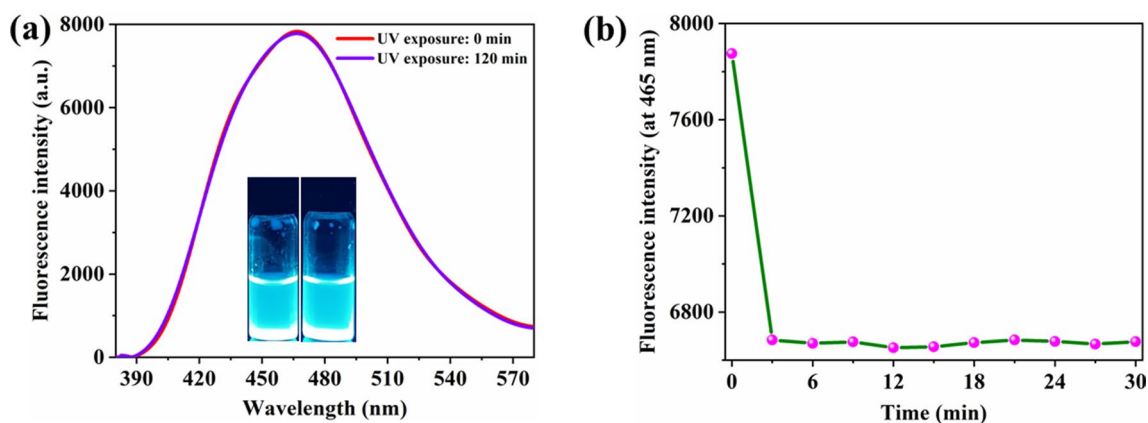 (a)
Fluorescence intensity (a.u.)
8000
6000
4000
2000
0
UV exposure: 0 min
UV exposure: 120 min
390 420 450 480 510 540 570
Wavelength (nm)
(b)
Fluorescence intensity (at 465 nm)
8000
7600
7200
6800
0 6 12 18 24 30
Time (min)